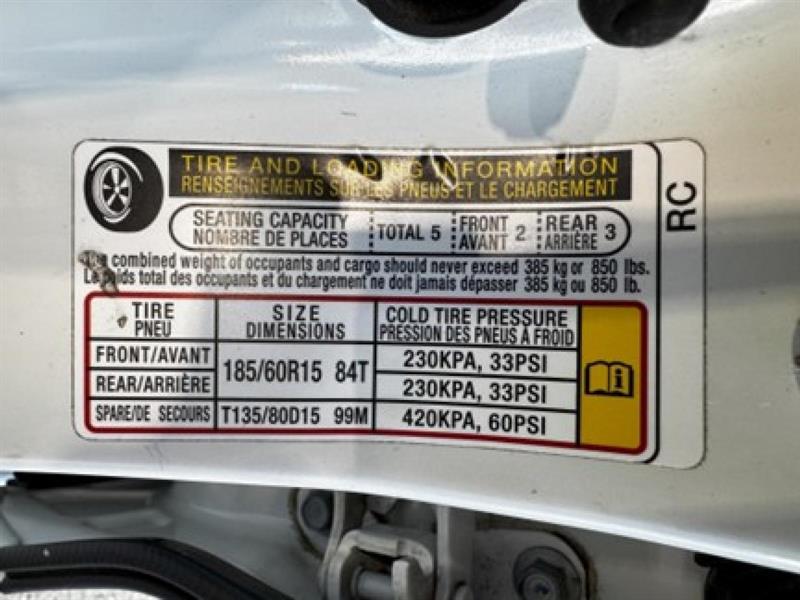 TIRE AND LOADING INFORMATION
RENSEIGNEMENTS SUR LES PNEUS ET LE CHARGEMENT
SEATING CAPACITY
NOMBRE DE PLACES
TOTAL 5
FRONT
AVANT 2
REAR
ARRIÈRE 3
The combined weight of occupants and cargo should never exceed 385 kg or 850 lbs.
Le poids total des occupants et du chargement ne doit jamais dépasser 385 kg ou 850 lb.
TIRE
PNEU
SIZE
DIMENSIONS
COLD TIRE PRESSURE
PRESSION DES PNEUS À FROID
FRONT/AVANT
185/60R15 84T
230KPA, 33PSI
REAR/ARRIÈRE
230KPA, 33PSI
SPARE/DE SECOURS
T135/80D15 99M
420KPA, 60PSI
RC